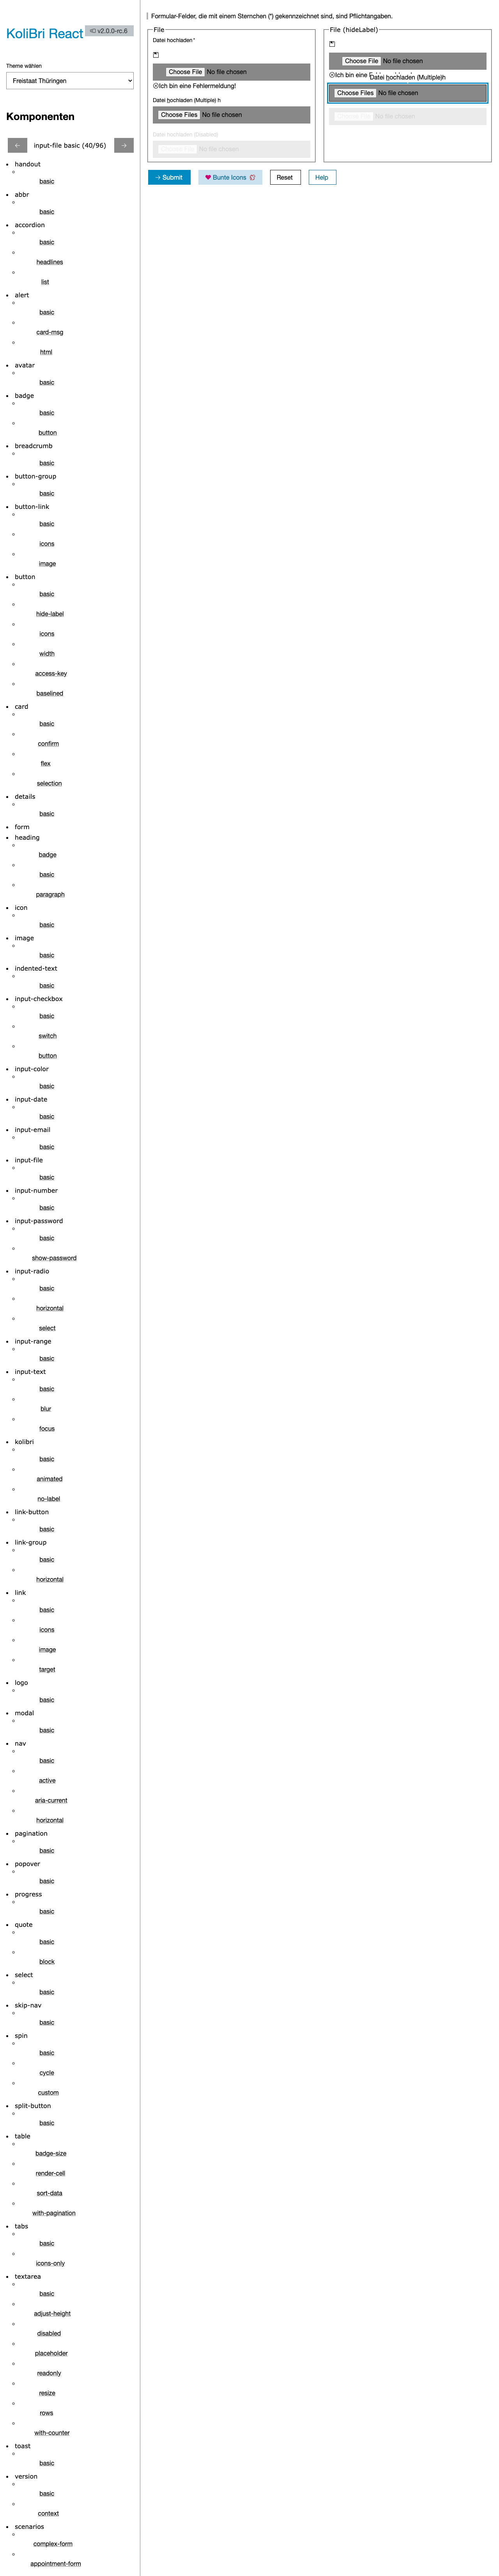 KoliBri React
v2.0.0-rc.6
Theme wählen
Freistaat Thüringen
Komponenten
← input-file basic (40/96) →
handout
basic
abbr
basic
accordion
basic
headlines
list
alert
basic
card-msg
html
avatar
basic
badge
basic
button
breadcrumb
basic
button-group
basic
button-link
basic
icons
image
button
basic
hide-label
icons
width
access-key
baselined
card
basic
confirm
flex
selection
details
basic
form
heading
badge
basic
paragraph
icon
basic
image
basic
indented-text
basic
input-checkbox
basic
switch
button
input-color
basic
input-date
basic
input-email
basic
input-file
basic
input-number
basic
input-password
basic
show-password
input-radio
basic
horizontal
select
input-range
basic
input-text
basic
blur
focus
kolibri
basic
animated
no-label
link-button
basic
link-group
basic
horizontal
link
basic
icons
image
target
logo
basic
modal
basic
nav
basic
active
aria-current
horizontal
pagination
basic
popover
basic
progress
basic
quote
basic
block
select
basic
skip-nav
basic
spin
basic
cycle
custom
split-button
basic
table
badge-size
render-cell
sort-data
with-pagination
tabs
basic
icons-only
textarea
basic
adjust-height
disabled
placeholder
readonly
resize
rows
with-counter
toast
basic
version
basic
context
scenarios
complex-form
appointment-form
Formular-Felder, die mit einem Sternchen (*) gekennzeichnet sind, sind Pflichtangaben.
File
Datei hochladen*
Choose File No file chosen
Ich bin eine Fehlermeldung!
Datei hochladen (Multiple) h
Choose Files No file chosen
Datei hochladen (Disabled)
Choose File No file chosen
File (hideLabel)
Choose File No file chosen
Ich bin eine
Datei hochladen (Multiple)h
Choose Files No file chosen
Choose File No file chosen
→ Submit
Bunte Icons
Reset
Help